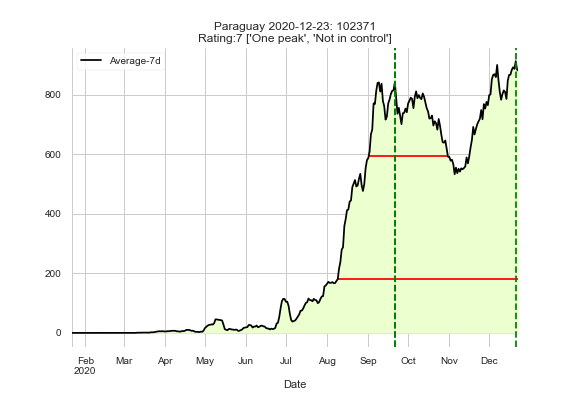 Paraguay 2020-12-23: 102371
Rating:7 ['One peak', 'Not in control']
Average-7d
800
600
400
200
0
Feb Mar Apr May Jun Jul Aug Sep Oct Nov Dec
2020
Date